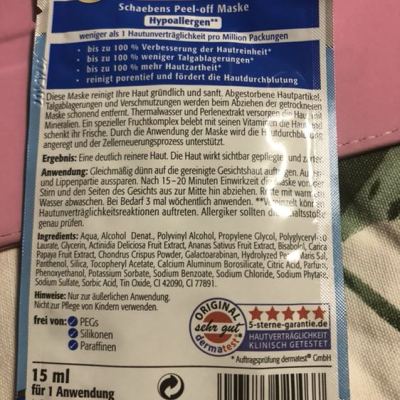 Schaebens Peel-off Maske
Hypoallergen**
weniger als 1 Hautunverträglichkeit pro Million Packungen
• bis zu 100 % Verbesserung der Hautreinheit*
• bis zu 50 % weniger Talgablagerungen*
• bis zu 100 % mehr Hautzartheit*
• reinigt porentief und fördert die Hautdurchblutung
Diese Maske reinigt Ihre Haut gründlich und sanft. Abgestorbene Hautpartikel,
Talgablagerungen und Verschmutzungen werden beim Abziehen der getrockneten
Maske schonend entfernt. Thermalwasser und Perlenextrakt versorgen die Haut mit
Mineralien. Ein spezieller Fruchtkomplex belebt mit seinen Vitaminen die Haut und
schenkt ihr Frische. Durch die Anwendung der Maske wird die Hautdurchblutung
angeregt und der Zellerneuerungsprozess unterstützt.
Ergebnis: Eine deutlich reinere Haut. Die Haut wirkt sichtbar gepflegter und zarter.
Anwendung: Gleichmäßig dünn auf die gereinigte Gesichtshaut auftragen. Augen-
und Lippenpartie aussparen. Nach 15–20 Minuten Einwirkzeit die Maske von der
Stirn und den Seiten des Gesichts aus zur Mitte hin abziehen. Reste mit warmem
Wasser abwaschen. Bei Bedarf 3 mal wöchentlich anwenden. **Vereinzelt können
Hautunverträglichkeitsreaktionen auftreten. Allergiker sollten die Inhaltsstoffe
genau prüfen.
Ingredients: Aqua, Alcohol Denat., Polyvinyl Alcohol, Propylene Glycol, Polyglyceryl-10
Laurate, Glycerin, Actinidia Deliciosa Fruit Extract, Ananas Sativus Fruit Extract, Bisabolol, Carica
Papaya Fruit Extract, Chondrus Crispus Powder, Galactoarabinan, Hydrolyzed Pearl, Maris Sal,
Panthenol, Silica, Tocopheryl Acetate, Calcium Aluminum Borosilicate, Citric Acid, Parfum,
Phenoxyethanol, Potassium Sorbate, Sodium Benzoate, Sodium Chloride, Sodium Phytate,
Sodium Sulfate, Sorbic Acid, Tin Oxide, CI 42090, CI 77891.
Hinweise: Nur zur äußerlichen Anwendung.
Nicht zur Pflege von Kindern verwenden.
frei von:
PEGs
Silikonen
Paraffinen
ORIGINAL
sehr gut
dermatest
5-sterne-garantie.de
HAUTVERTRÄGLICHKEIT
KLINISCH GETESTET
* Auftragsprüfung dermatest® GmbH
15 ml
für 1 Anwendung